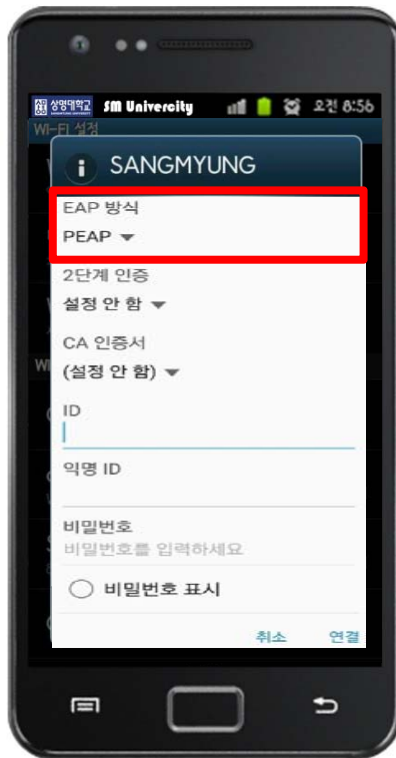 상명대학교 SM Univercity 오전 8:56
WI-FI 설정
SANGMYUNG
EAP 방식
PEAP
2단계 인증
설정 안 함
CA 인증서
(설정 안 함)
ID
익명 ID
비밀번호
비밀번호를 입력하세요
비밀번호 표시
취소 연결